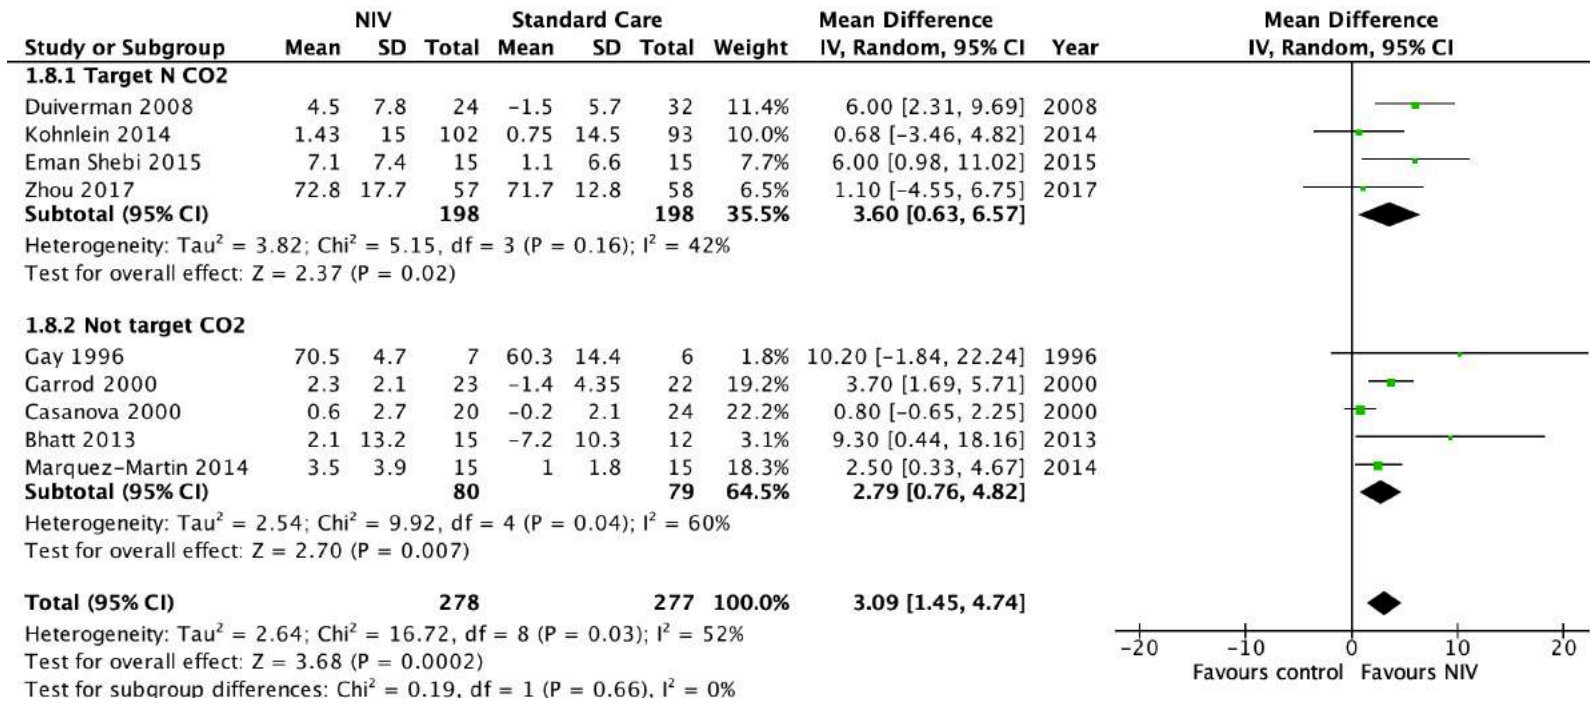 NIV Standard Care Mean Difference Mean Difference
Study or Subgroup Mean SD Total Mean SD Total Weight IV, Random, 95% CI Year IV, Random, 95% CI
1.8.1 Target N CO2
Duiverman 2008 4.5 7.8 24 −1.5 5.7 32 11.4% 6.00 [2.31, 9.69] 2008
Kohnlein 2014 1.43 15 102 0.75 14.5 93 10.0% 0.68 [−3.46, 4.82] 2014
Eman Shebi 2015 7.1 7.4 15 1.1 6.6 15 7.7% 6.00 [0.98, 11.02] 2015
Zhou 2017 72.8 17.7 57 71.7 12.8 58 6.5% 1.10 [−4.55, 6.75] 2017
Subtotal (95% CI) 198 198 35.5% 3.60 [0.63, 6.57]
Heterogeneity: Tau² = 3.82; Chi² = 5.15, df = 3 (P = 0.16); I² = 42%
Test for overall effect: Z = 2.37 (P = 0.02)
1.8.2 Not target CO2
Gay 1996 70.5 4.7 7 60.3 14.4 6 1.8% 10.20 [−1.84, 22.24] 1996
Garrod 2000 2.3 2.1 23 −1.4 4.35 22 19.2% 3.70 [1.69, 5.71] 2000
Casanova 2000 0.6 2.7 20 −0.2 2.1 24 22.2% 0.80 [−0.65, 2.25] 2000
Bhatt 2013 2.1 13.2 15 −7.2 10.3 12 3.1% 9.30 [0.44, 18.16] 2013
Marquez−Martin 2014 3.5 3.9 15 1 1.8 15 18.3% 2.50 [0.33, 4.67] 2014
Subtotal (95% CI) 80 79 64.5% 2.79 [0.76, 4.82]
Heterogeneity: Tau² = 2.54; Chi² = 9.92, df = 4 (P = 0.04); I² = 60%
Test for overall effect: Z = 2.70 (P = 0.007)
Total (95% CI) 278 277 100.0% 3.09 [1.45, 4.74]
Heterogeneity: Tau² = 2.64; Chi² = 16.72, df = 8 (P = 0.03); I² = 52%
Test for overall effect: Z = 3.68 (P = 0.0002)
Test for subgroup differences: Chi² = 0.19, df = 1 (P = 0.66), I² = 0%
−20 −10 0 10 20
Favours control Favours NIV